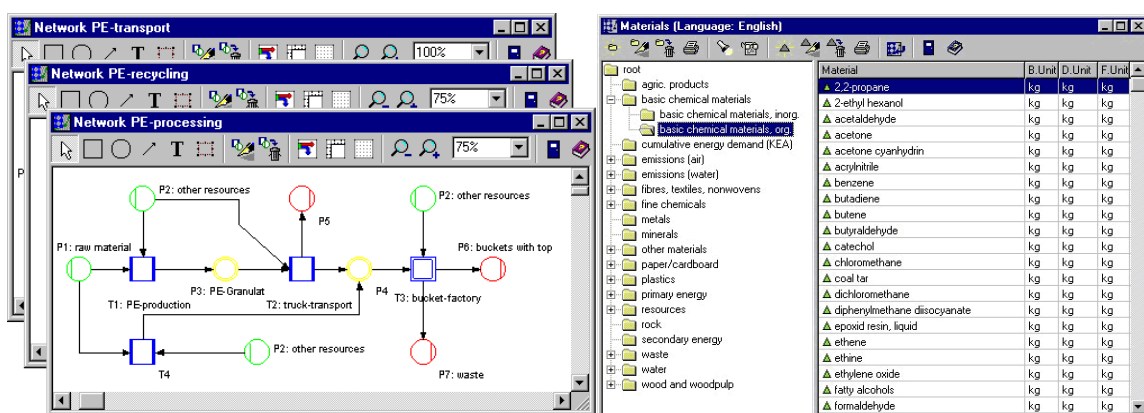 Network PE-transport
T
100%
Network PE-recycling
T
75%
Network PE-processing
T
75%
P2: other resources
P5
P2: other resources
P1: raw material
P6: buckets with top
P3: PE-Granulat
P4
T1: PE-production
T2: truck-transport
T3: bucket-factory
P2: other resources
T4
P7: waste
P
Materials (Language: English)
root
agric. products
basic chemical materials
basic chemical materials, inorg.
basic chemical materials, org.
cumulative energy demand (KEA)
emissions (air)
emissions (water)
fibres, textiles, nonwovens
fine chemicals
metals
minerals
other materials
paper/cardboard
plastics
primary energy
resources
rock
secondary energy
waste
water
wood and woodpulp
Material B.Unit D.Unit F.Unit
2,2-propane kg kg kg
2-ethyl hexanol kg kg kg
acetaldehyde kg kg kg
acetone kg kg kg
acetone cyanhydrin kg kg kg
acrylnitrile kg kg kg
benzene kg kg kg
butadiene kg kg kg
butene kg kg kg
butyraldehyde kg kg kg
catechol kg kg kg
chloromethane kg kg kg
coal tar kg kg kg
dichloromethane kg kg kg
diphenylmethane diisocyanate kg kg kg
epoxid resin, liquid kg kg kg
ethene kg kg kg
ethine kg kg kg
ethylene oxide kg kg kg
fatty alcohols kg kg kg
formaldehyde kg kg kg